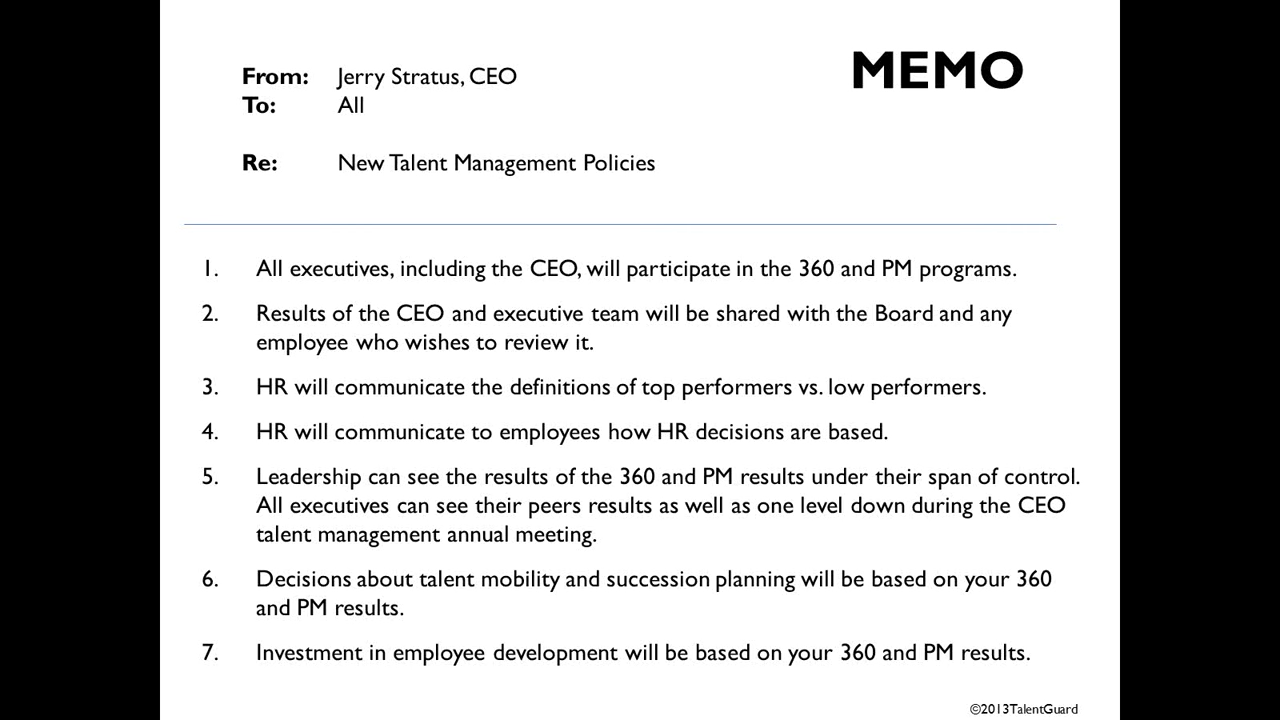 MEMO
From: Jerry Stratus, CEO
To: All
Re: New Talent Management Policies
1. All executives, including the CEO, will participate in the 360 and PM programs.
2. Results of the CEO and executive team will be shared with the Board and any
employee who wishes to review it.
3. HR will communicate the definitions of top performers vs. low performers.
4. HR will communicate to employees how HR decisions are based.
5. Leadership can see the results of the 360 and PM results under their span of control.
All executives can see their peers results as well as one level down during the CEO
talent management annual meeting.
6. Decisions about talent mobility and succession planning will be based on your 360
and PM results.
7. Investment in employee development will be based on your 360 and PM results.
©2013TalentGuard